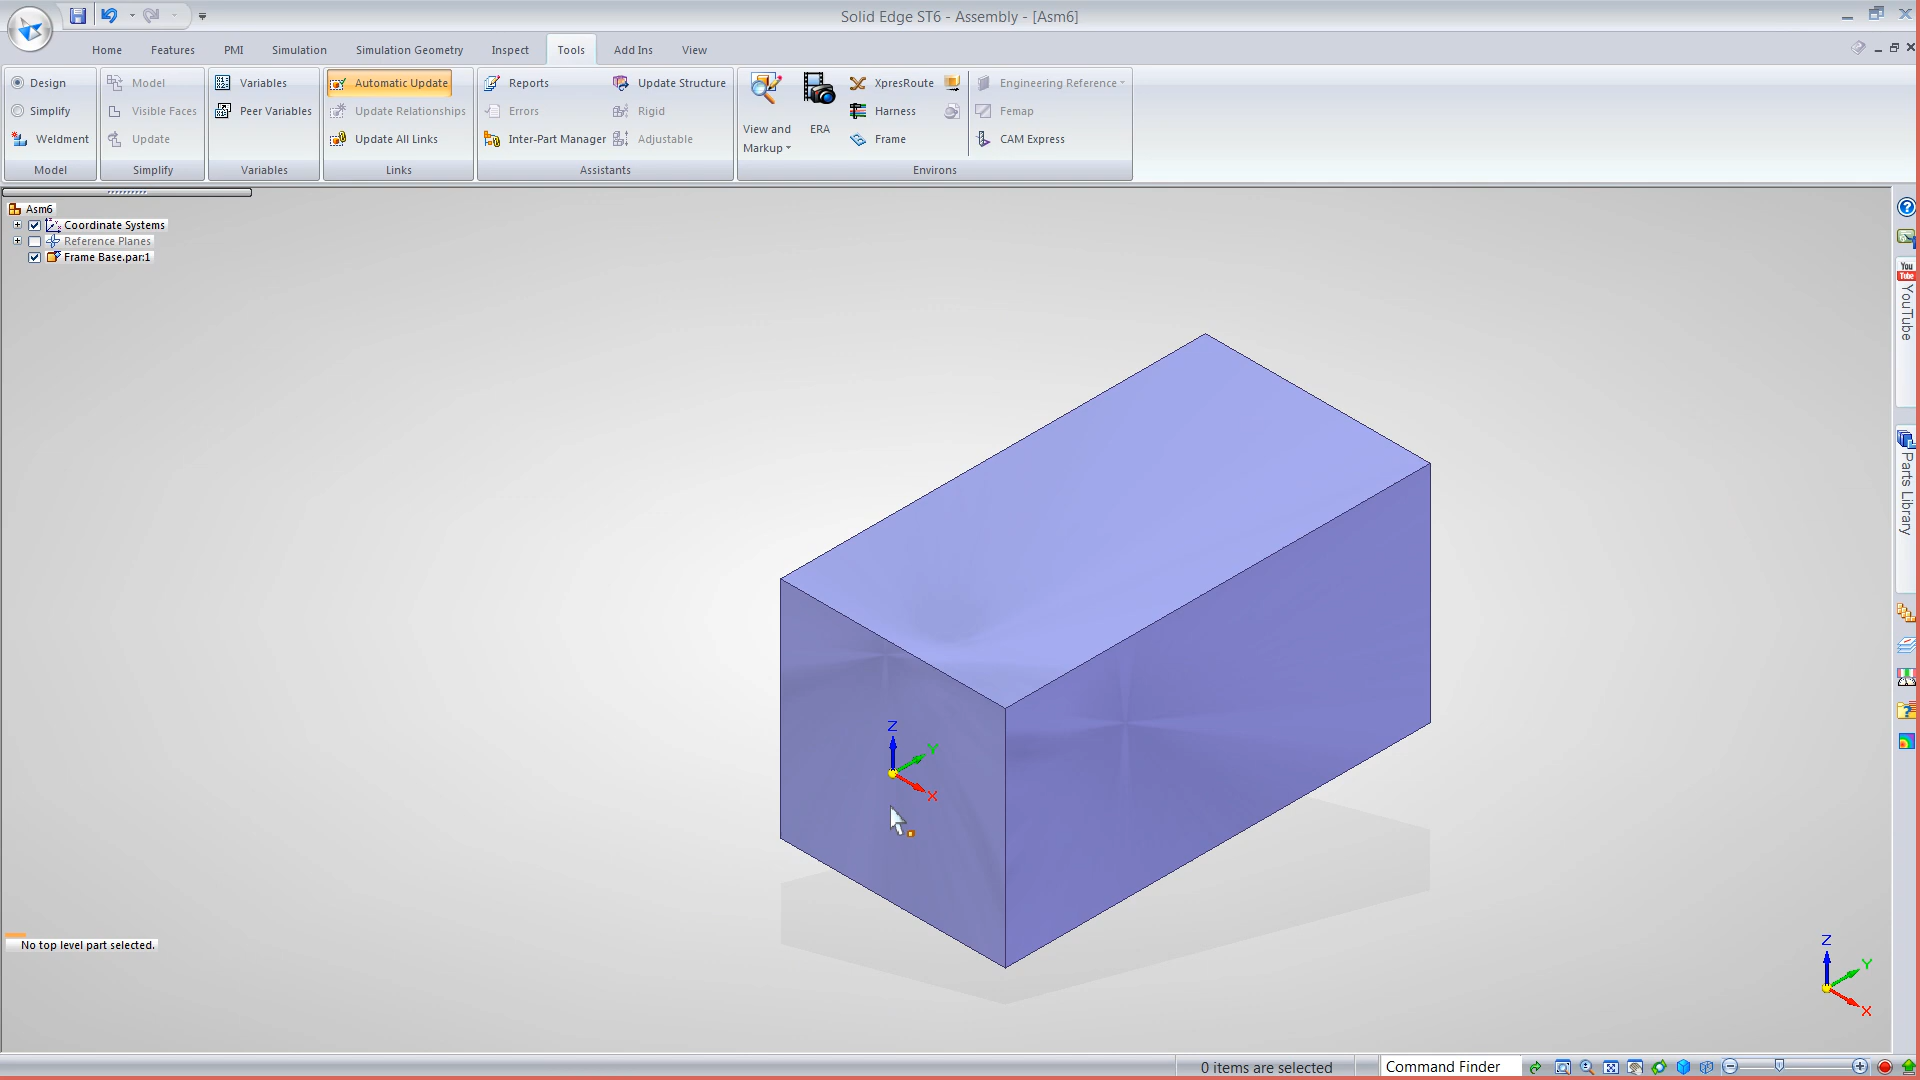 Solid Edge ST6 - Assembly - [Asm6]
Home Features PMI Simulation Simulation Geometry Inspect Tools Add Ins View
Design Model Variables Automatic Update Reports Update Structure XpresRoute Engineering Reference
Simplify Visible Faces Peer Variables Update Relationships Errors Rigid Harness Femap
Weldment Update Update All Links Inter-Part Manager Adjustable Frame CAM Express
View and Markup
ERA
Model Simplify Variables Links Assistants Environs
Asm6
Coordinate Systems
Reference Planes
Frame Base.par:1
You Tube
YouTube
Parts Library
Z
Y
X
No top level part selected.
Z
Y
X
0 items are selected Command Finder